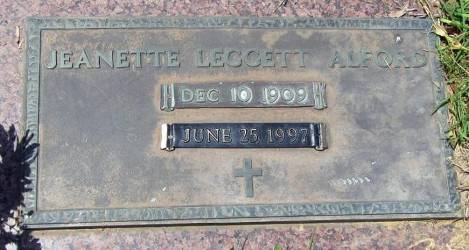 JEANETTE LEGGETT ALFORD
DEC 10 1909
JUNE 25 1997